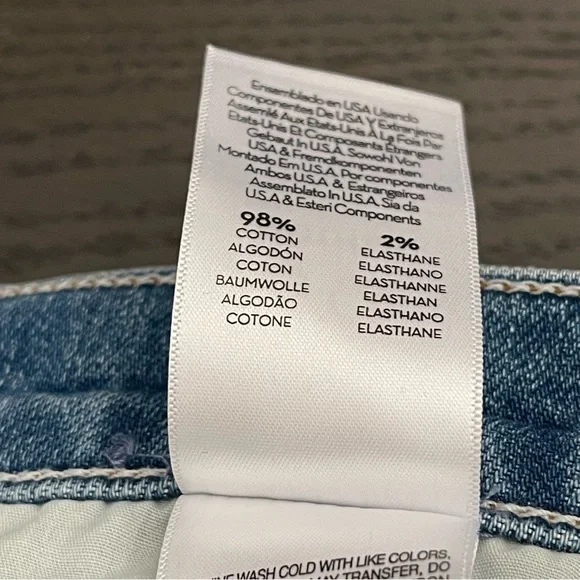 Ensamblado en USA Usando
Componentes De USA Y Extranjeros
Assemlé Aux Etats-Unis À La Fois Par
Etats-Unis Et Composants Étrangers
Gebaut In U.S.A. Sowohl Von
USA & Fremdkomponenten
Montado Em U.S.A. Por componentes
Ambos U.S.A. & Estrangeiros
Assemblato In U.S.A. Sia da
U.S.A & Esteri Components
98%
COTTON
ALGODÓN
COTON
BAUMWOLLE
ALGODÃO
COTONE
2%
ELASTHANE
ELASTHANO
ELASTHANNE
ELASTHAN
ELASTHANO
ELASTHANE
WASH COLD WITH LIKE COLORS,
MAY TRANSFER, DO